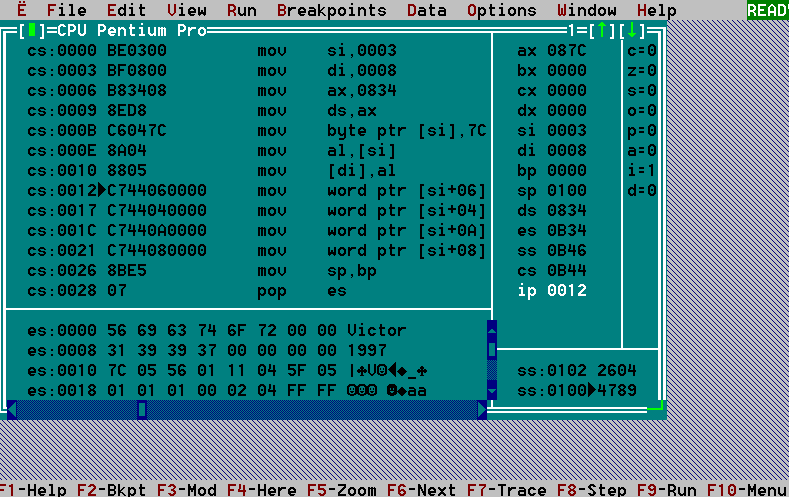 Ë File Edit View Run Breakpoints Data Options Window Help READY
[▮]=CPU Pentium Pro 1=[↑][↓]
cs:0000 BE0300 mov si,0003 ax 087C c=0
cs:0003 BF0800 mov di,0008 bx 0000 z=0
cs:0006 B83408 mov ax,0834 cx 0000 s=0
cs:0009 8ED8 mov ds,ax dx 0000 o=0
cs:000B C6047C mov byte ptr [si],7C si 0003 p=0
cs:000E 8A04 mov al,[si] di 0008 a=0
cs:0010 8805 mov [di],al bp 0000 i=1
cs:0012►C744060000 mov word ptr [si+06] sp 0100 d=0
cs:0017 C744040000 mov word ptr [si+04] ds 0834
cs:001C C7440A0000 mov word ptr [si+0A] es 0B34
cs:0021 C744080000 mov word ptr [si+08] ss 0B46
cs:0026 8BE5 mov sp,bp cs 0B44
cs:0028 07 pop es ip 0012
es:0000 56 69 63 74 6F 72 00 00 Victor
es:0008 31 39 39 37 00 00 00 00 1997
es:0010 7C 05 56 01 11 04 5F 05 |♣V☺◄♦_♣ ss:0102 2604
es:0018 01 01 01 00 02 04 FF FF ☺☺☺ ☻♦aa ss:0100►4789
F1-Help F2-Bkpt F3-Mod F4-Here F5-Zoom F6-Next F7-Trace F8-Step F9-Run F10-Menu